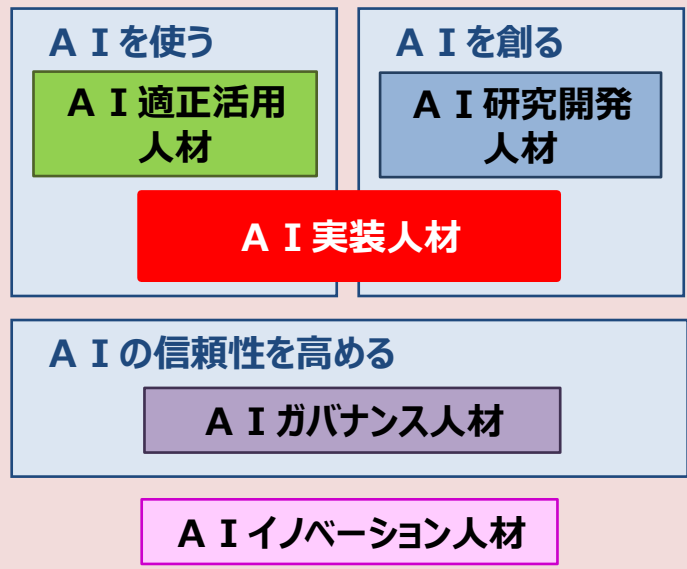 ＡＩを使う
ＡＩ適正活用
人材
ＡＩを創る
ＡＩ研究開発
人材
ＡＩ実装人材
ＡＩの信頼性を高める
ＡＩガバナンス人材
ＡＩイノベーション人材